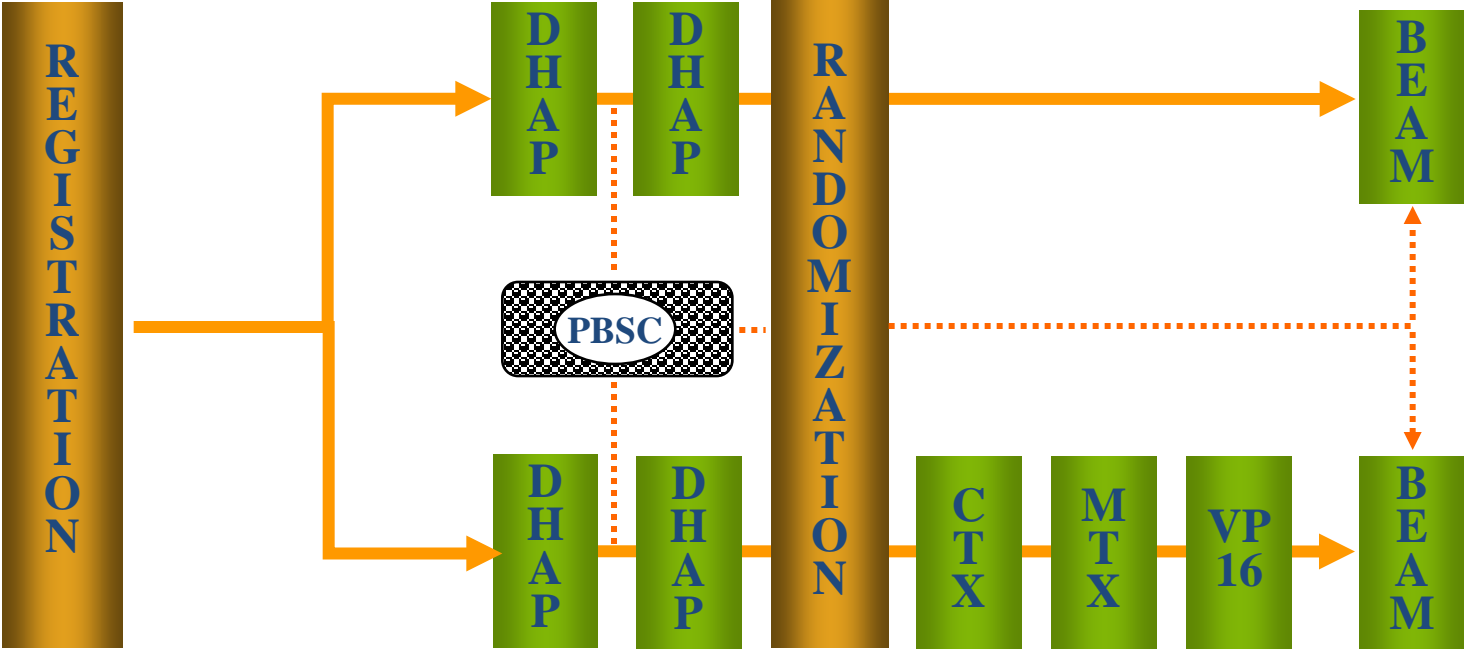 REGISTRATION
DHAP
DHAP
RANDOMIZATION
BEAM
PBSC
DHAP
DHAP
CTX
MTX
VP
16
BEAM